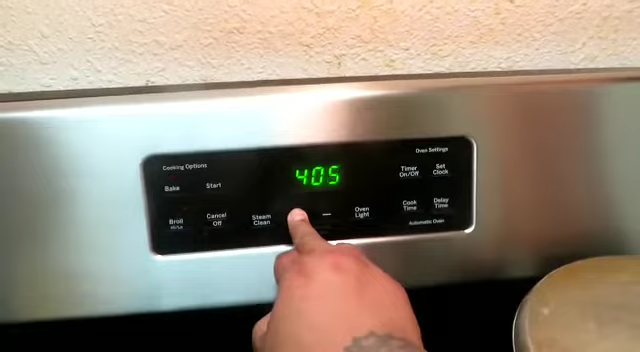 Cooking Options
Oven Settings
405
Bake
Start
Timer
On/Off
Set
Clock
Broil
Hi/Lo
Cancel
Off
Steam
Clean
—
Oven
Light
Cook
Time
Delay
Time
Automatic Oven